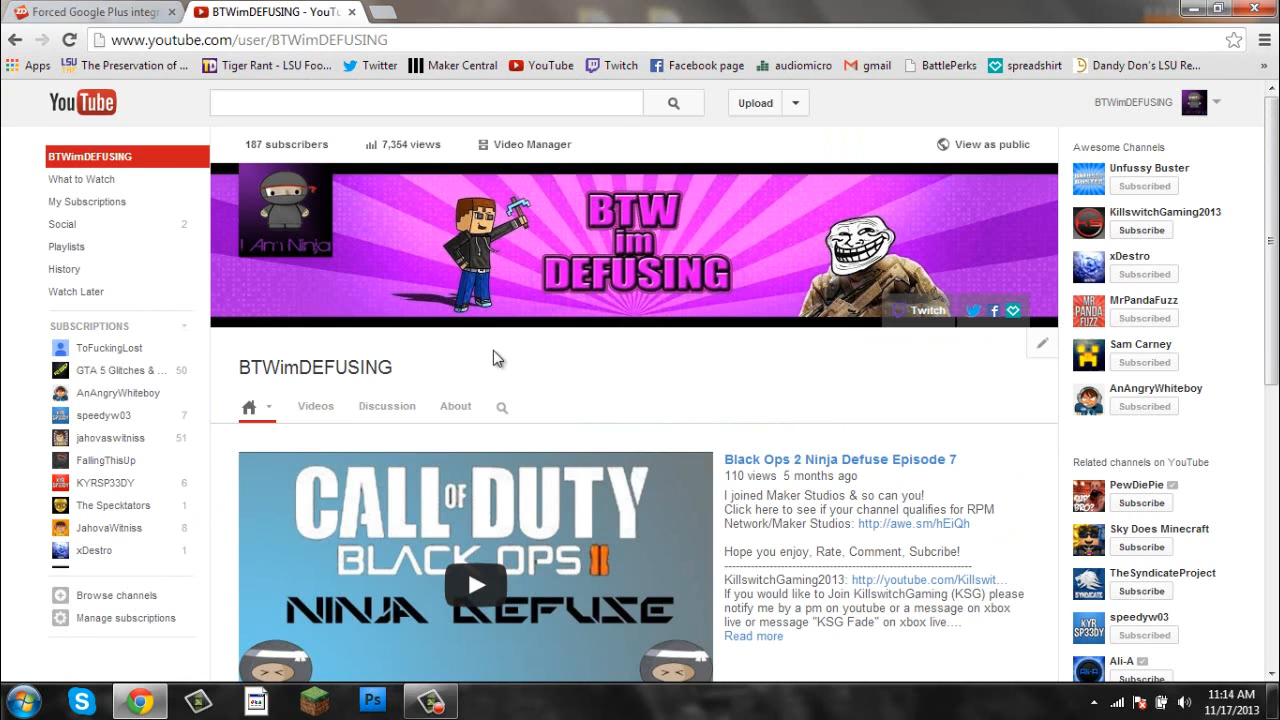 Forced Google Plus integ
BTWimDEFUSING - YouTu
www.youtube.com/user/BTWimDEFUSING
Apps
LSU
The Preservation of ...
TD
Tiger Rant - LSU Foo...
Twitter
Maker Central
YouTube
Twitch
Facebook page
audiomicro
gmail
BattlePerks
spreadshirt
Dandy Don's LSU Re...
»
YouTube
Upload
BTWimDEFUSING
187 subscribers
7,354 views
Video Manager
View as public
BTWimDEFUSING
What to Watch
My Subscriptions
Social 2
Playlists
History
Watch Later
SUBSCRIPTIONS
ToFuckingLost
GTA 5 Glitches & ... 50
AnAngryWhiteboy
speedyw03 7
jahovaswitniss 51
FallingThisUp
KYRSP33DY 6
The Specktators 1
JahovaWitniss 8
xDestro 1
Browse channels
Manage subscriptions
I Am Ninja
BTW
im
DEFUSING
Twitch
BTWimDEFUSING
Videos
Discussion
About
CALL OF DUTY
BLACK OPS II
NINJA DEFUSE
Black Ops 2 Ninja Defuse Episode 7
110 views 5 months ago
I joined Maker Studios & so can you!
Click here to see if your channel qualifies for RPM
Network/Maker Studios: http://awe.sm/hEiQh
Hope you enjoy, Rate, Comment, Subcribe!
----------------------------------------------------------------------
KillswitchGaming2013: http://youtube.com/Killswit...
If you would like to Join KillswitchGaming (KSG) please
notify me by a pm on youtube or a message on xbox
live or message "KSG Fade" on xbox live....
Read more
Awesome Channels
Unfussy Buster
Subscribed
KillswitchGaming2013
Subscribe
xDestro
Subscribed
MR
PANDA
FUZZ
MrPandaFuzz
Subscribed
Sam Carney
Subscribed
AnAngryWhiteboy
Subscribed
Related channels on YouTube
PewDiePie
Subscribe
Sky Does Minecraft
Subscribe
TheSyndicateProject
Subscribe
KYR
SP33DY
speedyw03
Subscribed
Ali-A
Subscribe
Ps
11:14 AM
11/17/2013